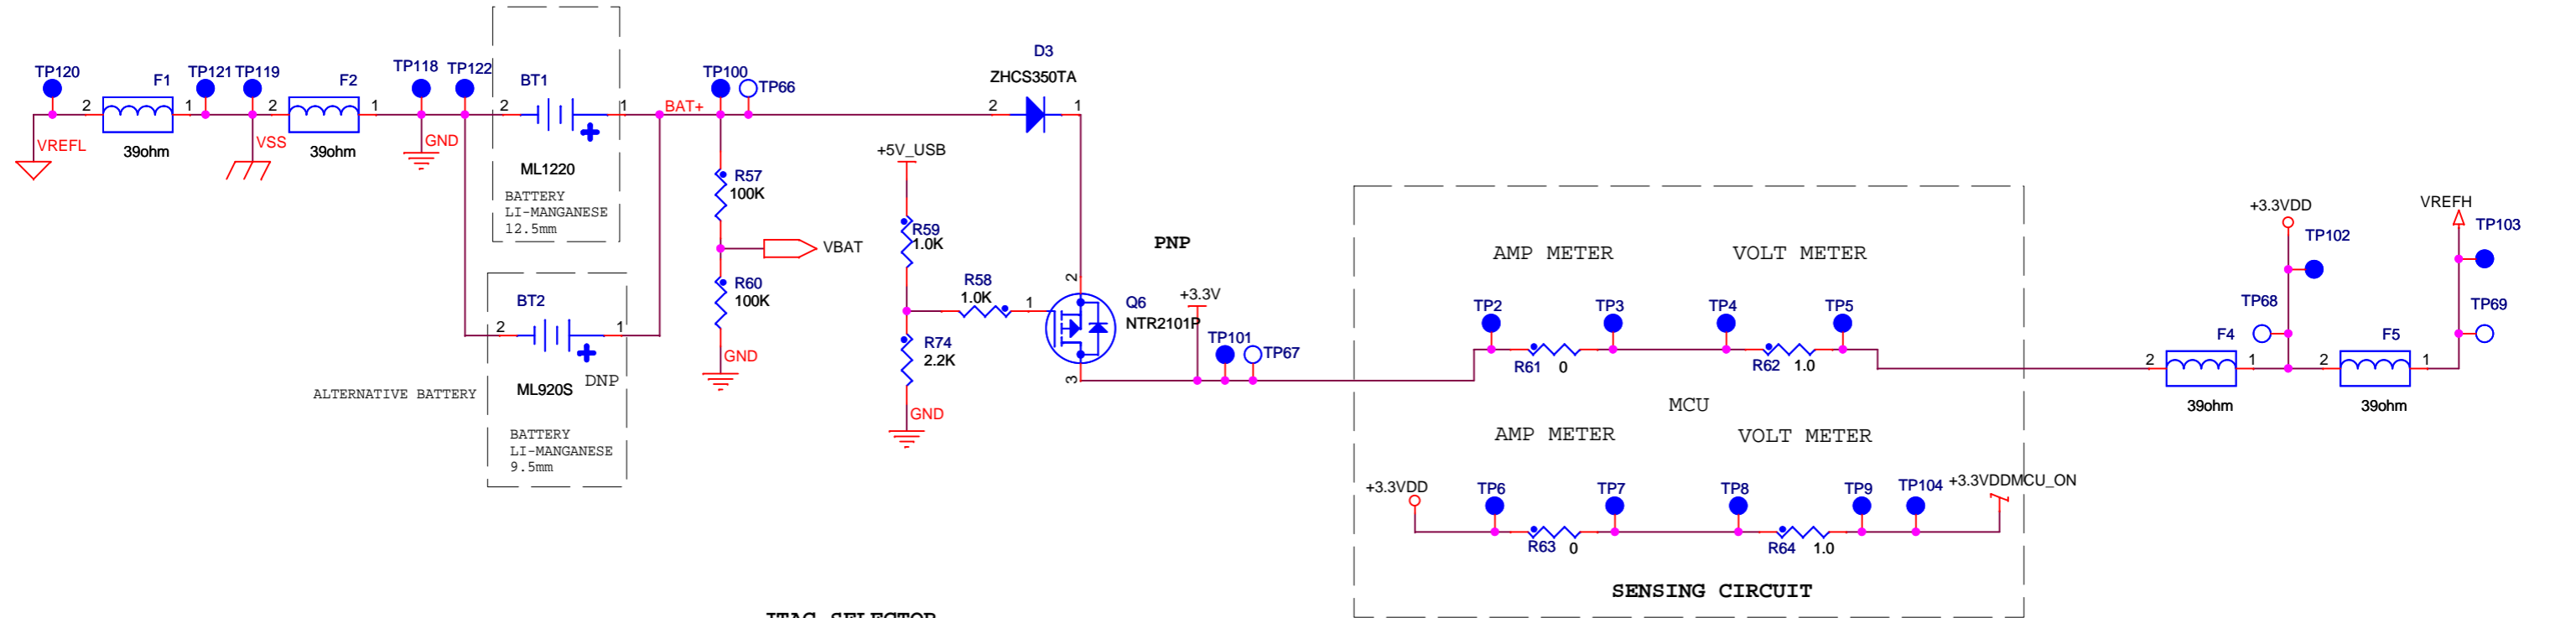 TP120
F1
TP121
TP119
F2
TP118
TP122
BT1
TP100
TP66
D3
ZHCS350TA
2
1
2
1
2
1
BAT+
2
1
VREFL
39ohm
VSS
39ohm
GND
ML1220
BATTERY
LI-MANGANESE
12.5mm
R57
100K
VBAT
R60
100K
GND
+5V_USB
R59
1.0K
R58
1.0K
1
R74
2.2K
GND
PNP
2
Q6
NTR2101P
3
+3.3V
TP101
TP67
BT2
2
1
ML920S
DNP
ALTERNATIVE BATTERY
BATTERY
LI-MANGANESE
9.5mm
AMP METER
VOLT METER
TP2
TP3
TP4
TP5
R61
0
R62
1.0
MCU
AMP METER
VOLT METER
+3.3VDD
TP6
TP7
TP8
TP9
TP104
+3.3VDDMCU_ON
R63
0
R64
1.0
SENSING CIRCUIT
+3.3VDD
TP102
TP68
VREFH
TP103
TP69
F4
2
1
39ohm
F5
2
1
39ohm
JTAG SELECTOR